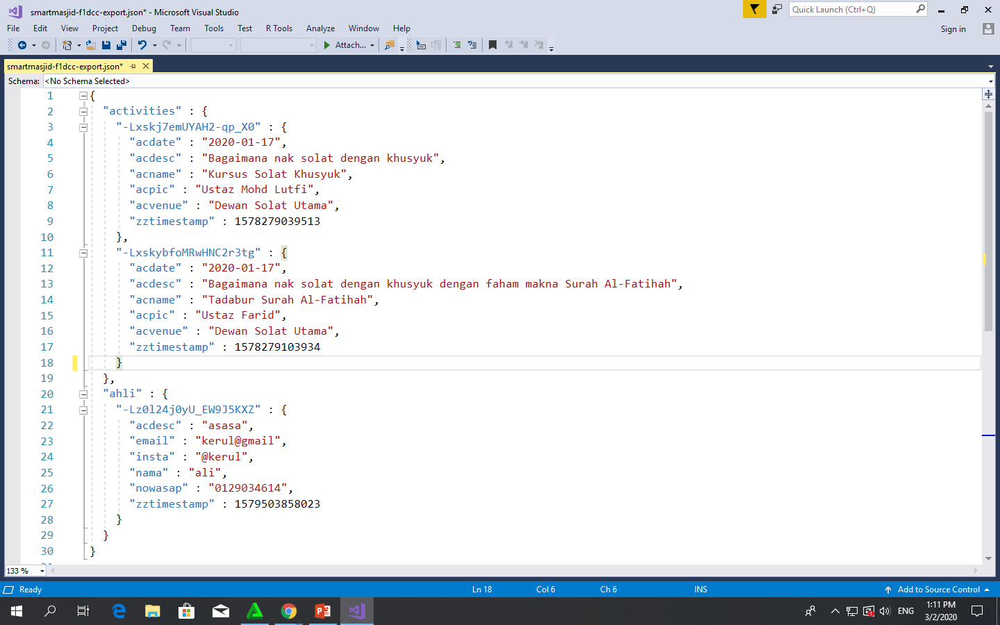 smartmasjid-f1dcc-export.json* - Microsoft Visual Studio
Quick Launch (Ctrl+Q)
File Edit View Project Debug Team Tools Test R Tools Analyze Window Help
Sign in
Attach...
smartmasjid-f1dcc-export.json*
Schema: <No Schema Selected>
1 {
2 "activities" : {
3 "-Lxskj7emUYAH2-qp_X0" : {
4 "acdate" : "2020-01-17",
5 "acdesc" : "Bagaimana nak solat dengan khusyuk",
6 "acname" : "Kursus Solat Khusyuk",
7 "acpic" : "Ustaz Mohd Lutfi",
8 "acvenue" : "Dewan Solat Utama",
9 "zztimestamp" : 1578279039513
10 },
11 "-LxskybfoMRwHNC2r3tg" : {
12 "acdate" : "2020-01-17",
13 "acdesc" : "Bagaimana nak solat dengan khusyuk dengan faham makna Surah Al-Fatihah",
14 "acname" : "Tadabur Surah Al-Fatihah",
15 "acpic" : "Ustaz Farid",
16 "acvenue" : "Dewan Solat Utama",
17 "zztimestamp" : 1578279103934
18 }
19 },
20 "ahli" : {
21 "-Lz0l24j0yU_EW9J5KXZ" : {
22 "acdesc" : "asasa",
23 "email" : "kerul@gmail",
24 "insta" : "@kerul",
25 "nama" : "ali",
26 "nowasap" : "0129034614",
27 "zztimestamp" : 1579503858023
28 }
29 }
30 }
133 %
Ready Ln 18 Col 6 Ch 6 INS Add to Source Control
ENG
1:11 PM
3/2/2020